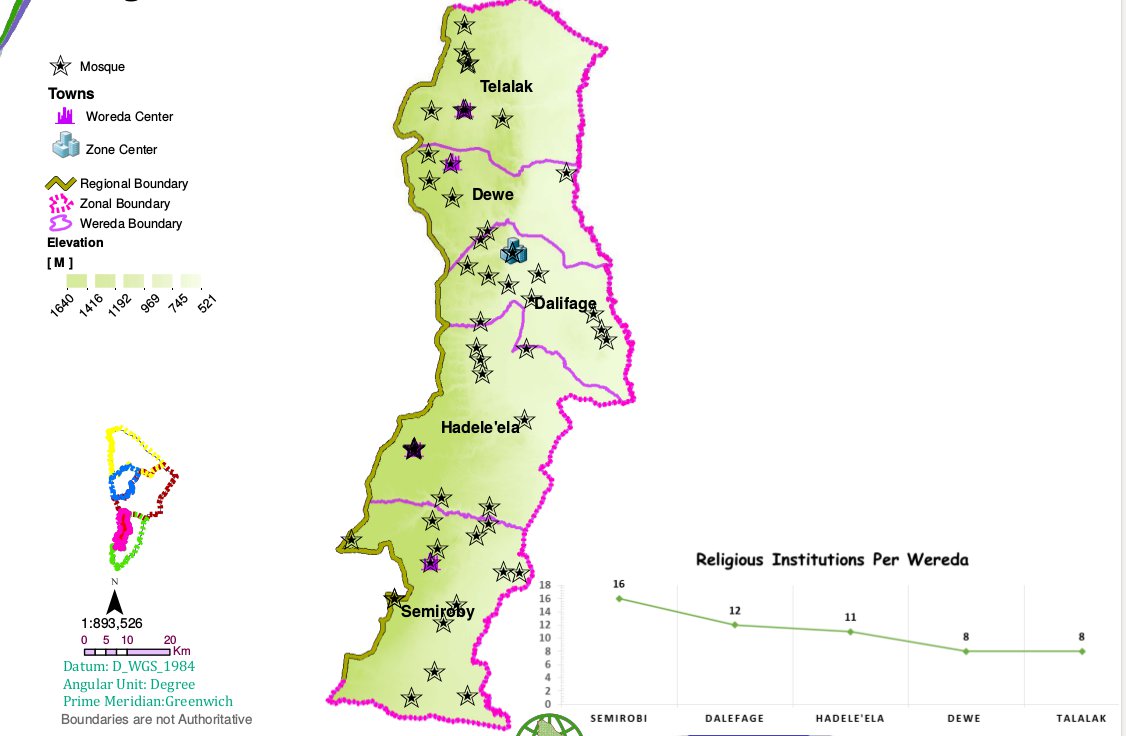 Mosque
Towns
Woreda Center
Zone Center
Regional Boundary
Zonal Boundary
Wereda Boundary
Elevation
[ M ]
1640 1416 1192 969 745 521
Telalak
Dewe
Dalifage
Hadele'ela
Semiroby
N
1:893,526
0 5 10 20
Km
Datum: D_WGS_1984
Angular Unit: Degree
Prime Meridian:Greenwich
Boundaries are not Authoritative
Religious Institutions Per Wereda
18
16
14
12
10
8
6
4
2
0
16 12 11 8 8
SEMIROBI DALEFAGE HADELE'ELA DEWE TALALAK